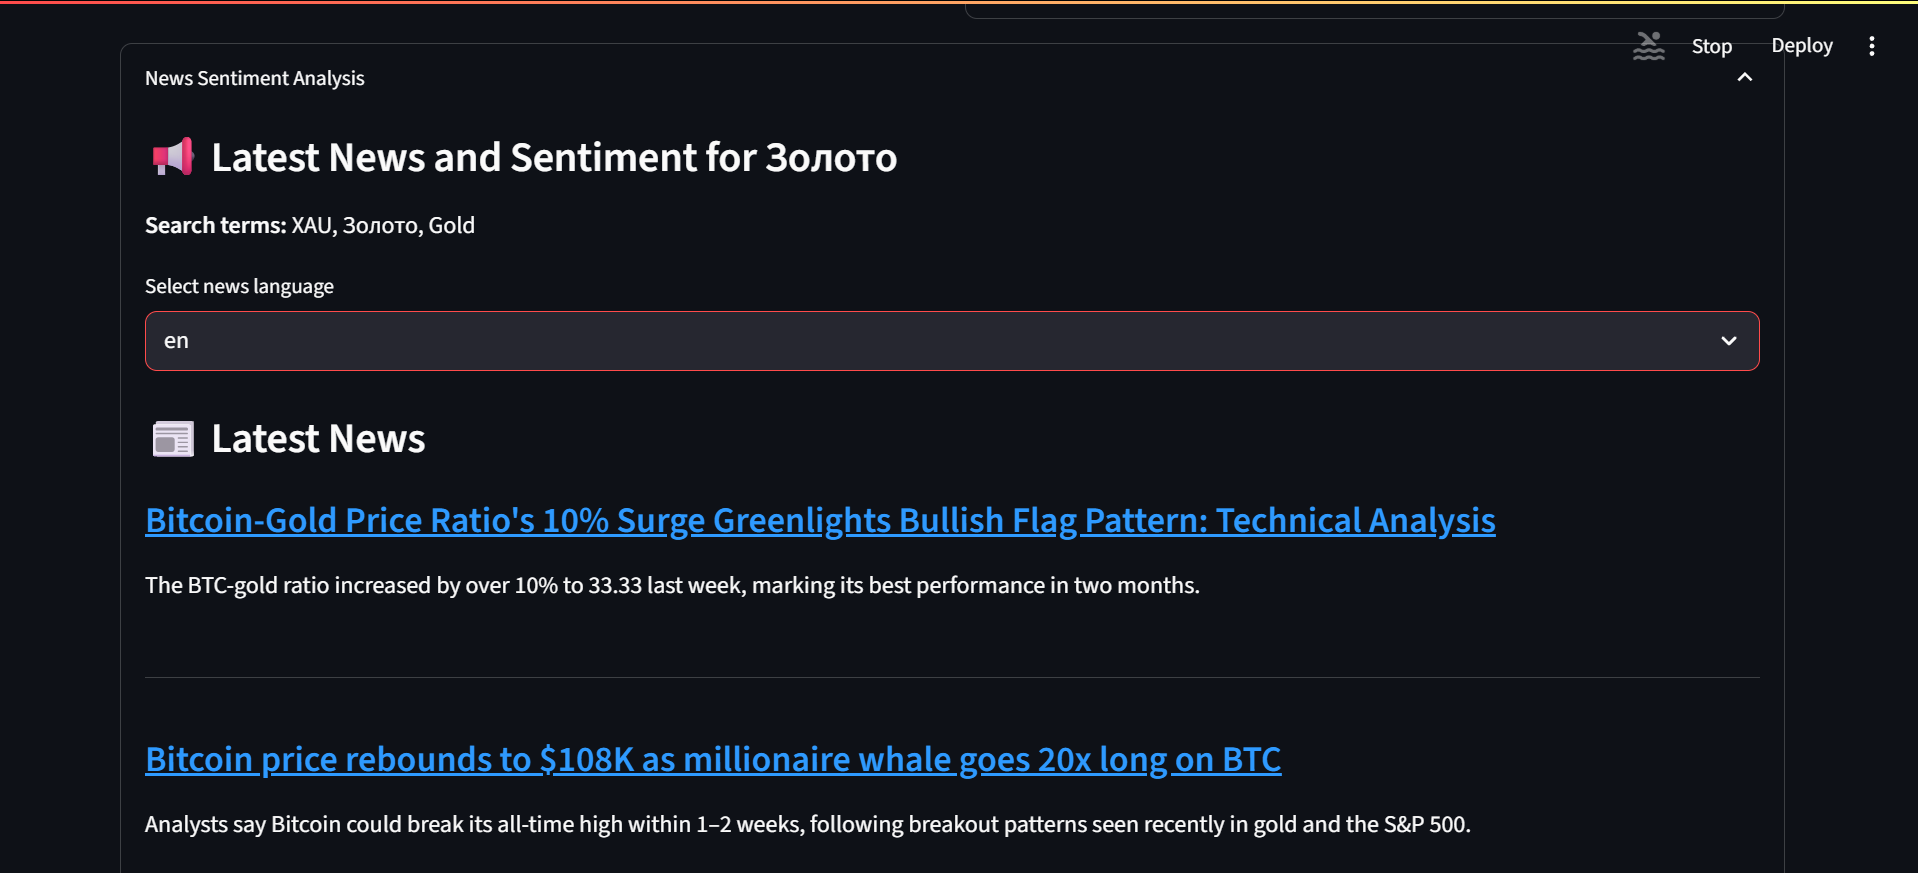 Stop
Deploy
News Sentiment Analysis
Latest News and Sentiment for Золото
Search terms: XAU, Золото, Gold
Select news language
en
Latest News
Bitcoin-Gold Price Ratio's 10% Surge Greenlights Bullish Flag Pattern: Technical Analysis
The BTC-gold ratio increased by over 10% to 33.33 last week, marking its best performance in two months.
Bitcoin price rebounds to $108K as millionaire whale goes 20x long on BTC
Analysts say Bitcoin could break its all-time high within 1–2 weeks, following breakout patterns seen recently in gold and the S&P 500.